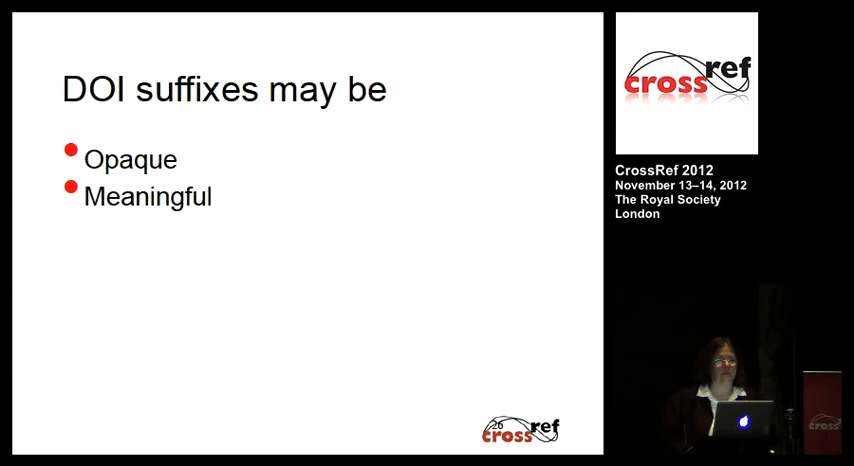 DOI suffixes may be
Opaque
Meaningful
26
crossref
crossref
CrossRef 2012
November 13–14, 2012
The Royal Society
London
cross